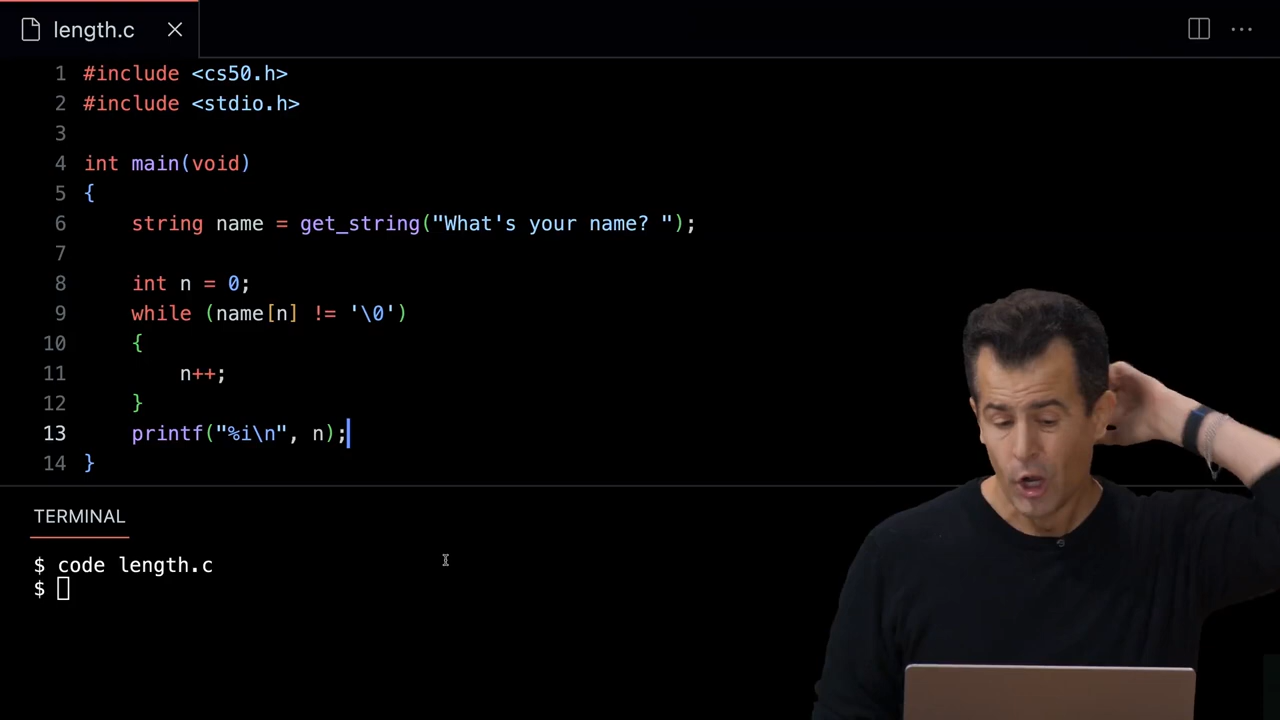 length.c
1 #include <cs50.h>
2 #include <stdio.h>
3
4 int main(void)
5 {
6     string name = get_string("What's your name? ");
7
8     int n = 0;
9     while (name[n] != '\0')
10     {
11         n++;
12     }
13     printf("%i\n", n);
14 }
TERMINAL
$ code length.c
$